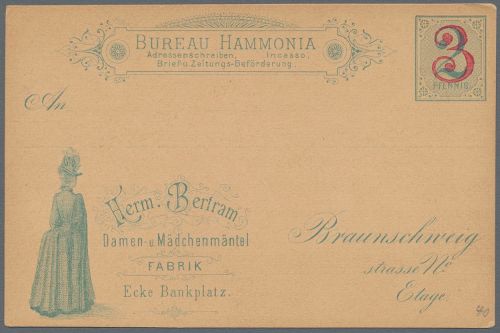 BUREAU HAMMONIA
Adressenschreiben, Incasso,
Brief u. Zeitungs-Beförderung.
3
PFENNIG
An
Herm. Bertram
Damen- u. Mädchenmäntel
FABRIK
Ecke Bankplatz.
Braunschweig
strasse No
Etage.
40